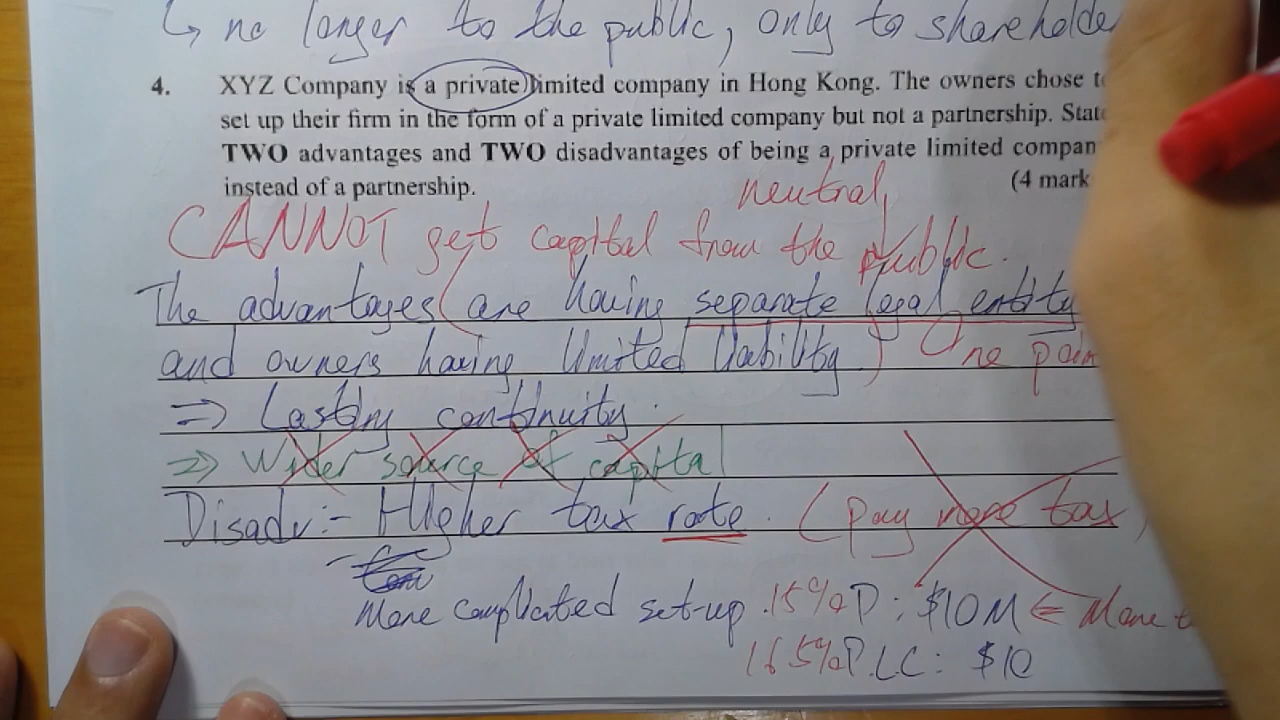 ↳ no longer to the public, only to shareholde
4. XYZ Company is a private limited company in Hong Kong. The owners chose t
set up their firm in the form of a private limited company but not a partnership. State
TWO advantages and TWO disadvantages of being a private limited compan
instead of a partnership. (4 mark
neutral
CANNOT get capital from the public.
The advantages (are having separate legal entity
and owners having limited liability) One poin
⇒ Lasting continuity.
⇒ Wider source of capital
Disadv:- Higher tax rate. (pay more tax)
More complicated set-up. 15% P: $10M ⇐ More t
16.5% P.LC: $10